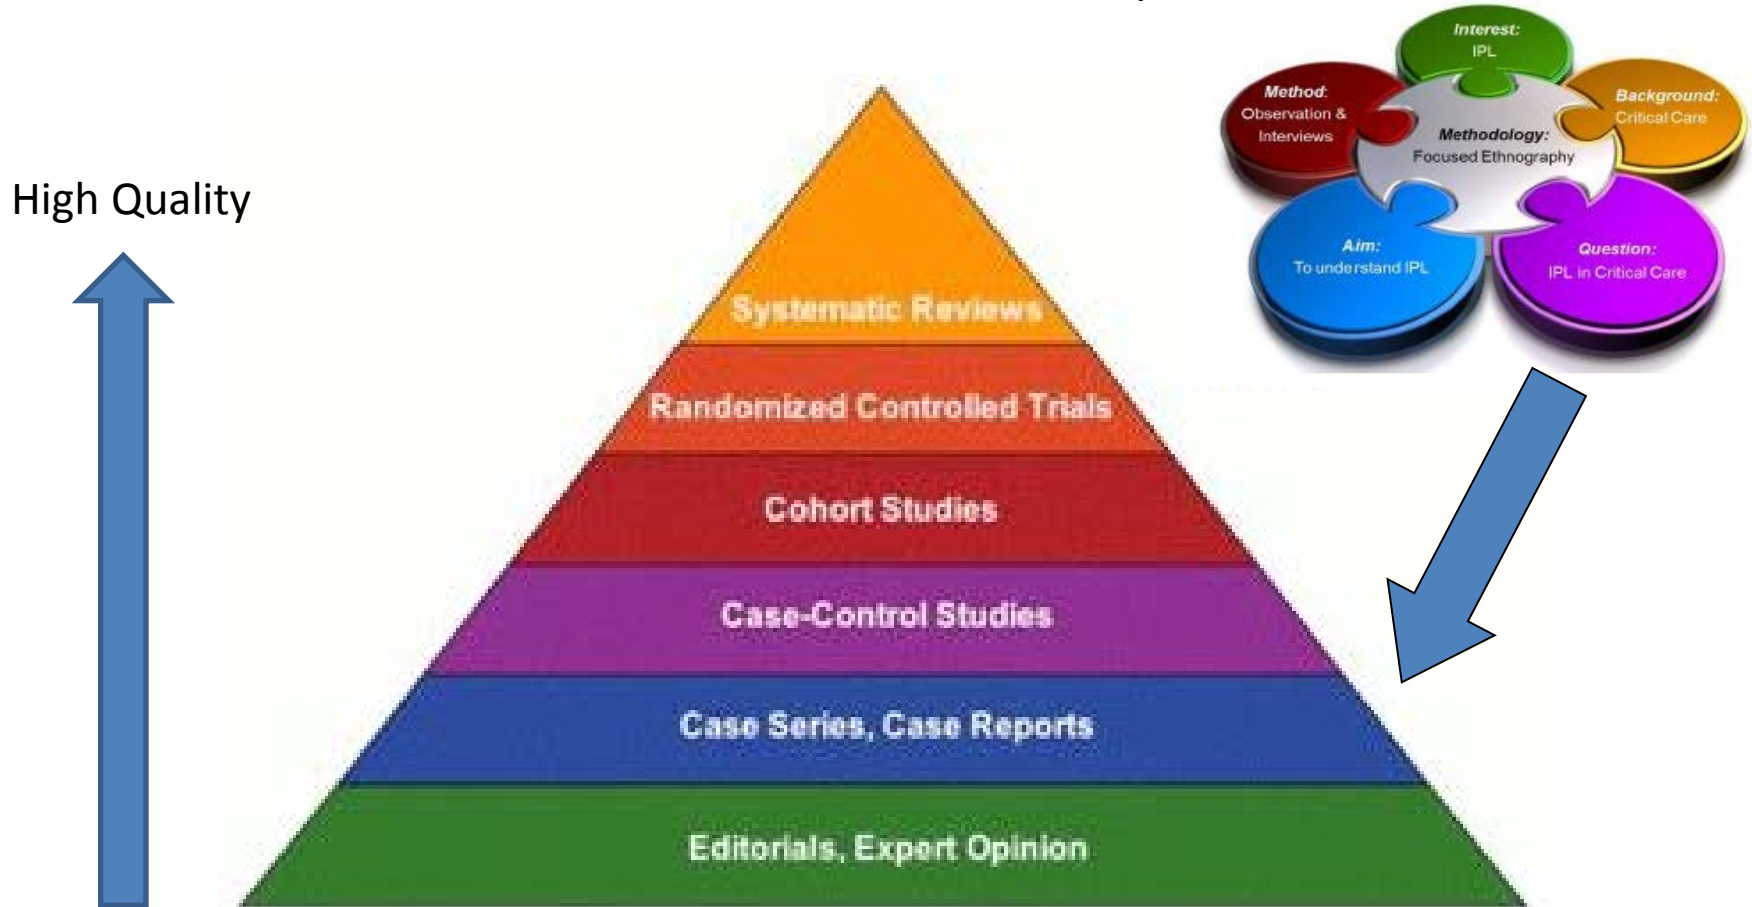 Interest:
IPL
Method:
Observation &
Interviews
Background:
Critical Care
Methodology:
Focused Ethnography
Aim:
To understand IPL
Question:
IPL in Critical Care
High Quality
Systematic Reviews
Randomized Controlled Trials
Cohort Studies
Case-Control Studies
Case Series, Case Reports
Editorials, Expert Opinion